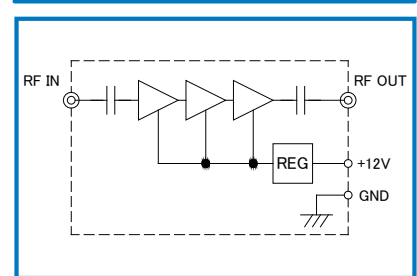 RF IN
RF OUT
REG
+12V
GND